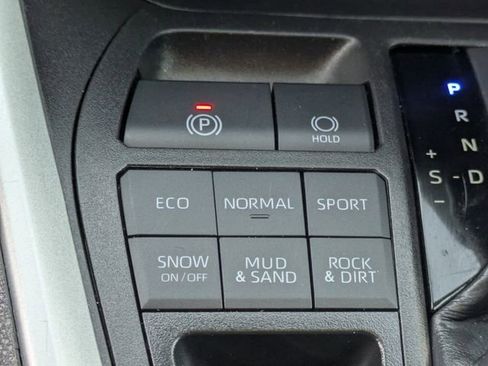 P
P
HOLD
R
N
+
S - D
-
ECO
NORMAL
SPORT
SNOW
ON/OFF
MUD
& SAND
ROCK
& DIRT